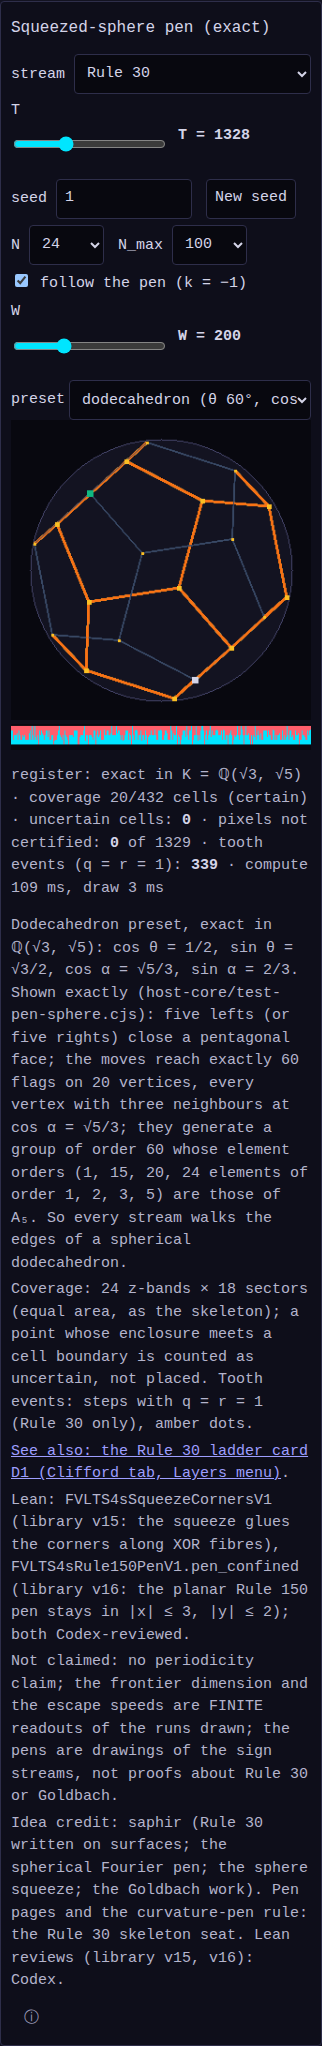 Squeezed-sphere pen (exact)
stream Rule 30
T
T = 1328
seed 1 New seed
N 24 N_max 100
follow the pen (k = −1)
W
W = 200
preset dodecahedron (θ 60°, cos
register: exact in K = ℚ(√3, √5)
· coverage 20/432 cells (certain)
· uncertain cells: 0 · pixels not
certified: 0 of 1329 · tooth
events (q = r = 1): 339 · compute
109 ms, draw 3 ms
Dodecahedron preset, exact in
ℚ(√3, √5): cos θ = 1/2, sin θ =
√3/2, cos α = √5/3, sin α = 2/3.
Shown exactly (host-core/test-
pen-sphere.cjs): five lefts (or
five rights) close a pentagonal
face; the moves reach exactly 60
flags on 20 vertices, every
vertex with three neighbours at
cos α = √5/3; they generate a
group of order 60 whose element
orders (1, 15, 20, 24 elements of
order 1, 2, 3, 5) are those of
A₅. So every stream walks the
edges of a spherical
dodecahedron.
Coverage: 24 z-bands × 18 sectors
(equal area, as the skeleton); a
point whose enclosure meets a
cell boundary is counted as
uncertain, not placed. Tooth
events: steps with q = r = 1
(Rule 30 only), amber dots.
See also: the Rule 30 ladder card
D1 (Clifford tab, Layers menu).
Lean: FVLTS4sSqueezeCornersV1
(library v15: the squeeze glues
the corners along XOR fibres),
FVLTS4sRule150PenV1.pen_confined
(library v16: the planar Rule 150
pen stays in |x| ≤ 3, |y| ≤ 2);
both Codex-reviewed.
Not claimed: no periodicity
claim; the frontier dimension and
the escape speeds are FINITE
readouts of the runs drawn; the
pens are drawings of the sign
streams, not proofs about Rule 30
or Goldbach.
Idea credit: saphir (Rule 30
written on surfaces; the
spherical Fourier pen; the sphere
squeeze; the Goldbach work). Pen
pages and the curvature-pen rule:
the Rule 30 skeleton seat. Lean
reviews (library v15, v16):
Codex.
ⓘ